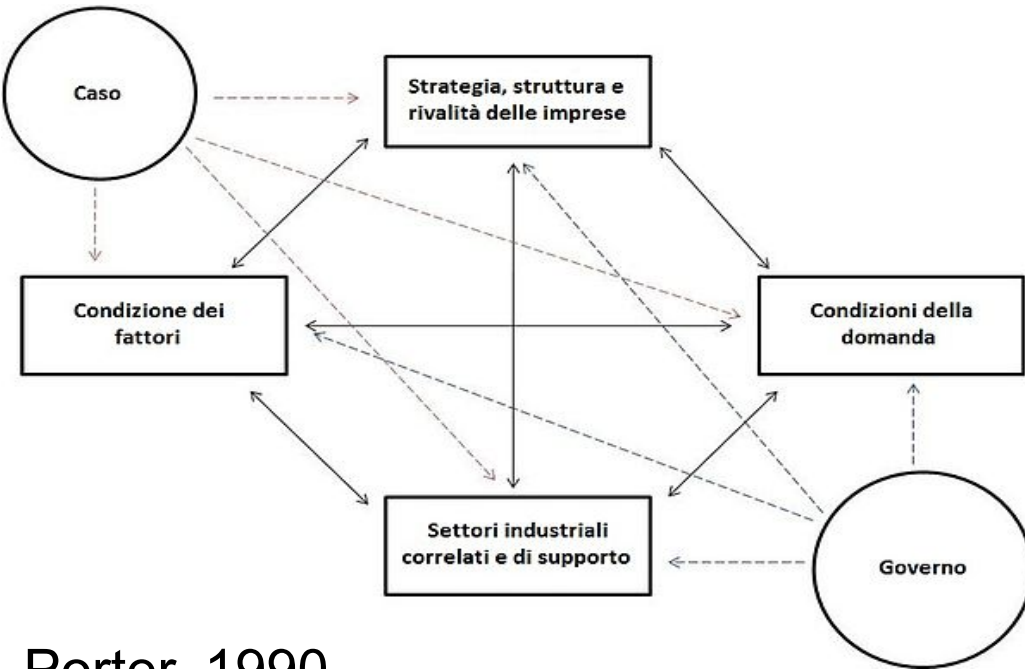 Caso
Strategia, struttura e
rivalità delle imprese
Condizione dei
fattori
Condizioni della
domanda
Settori industriali
correlati e di supporto
Governo
Porter, 1990